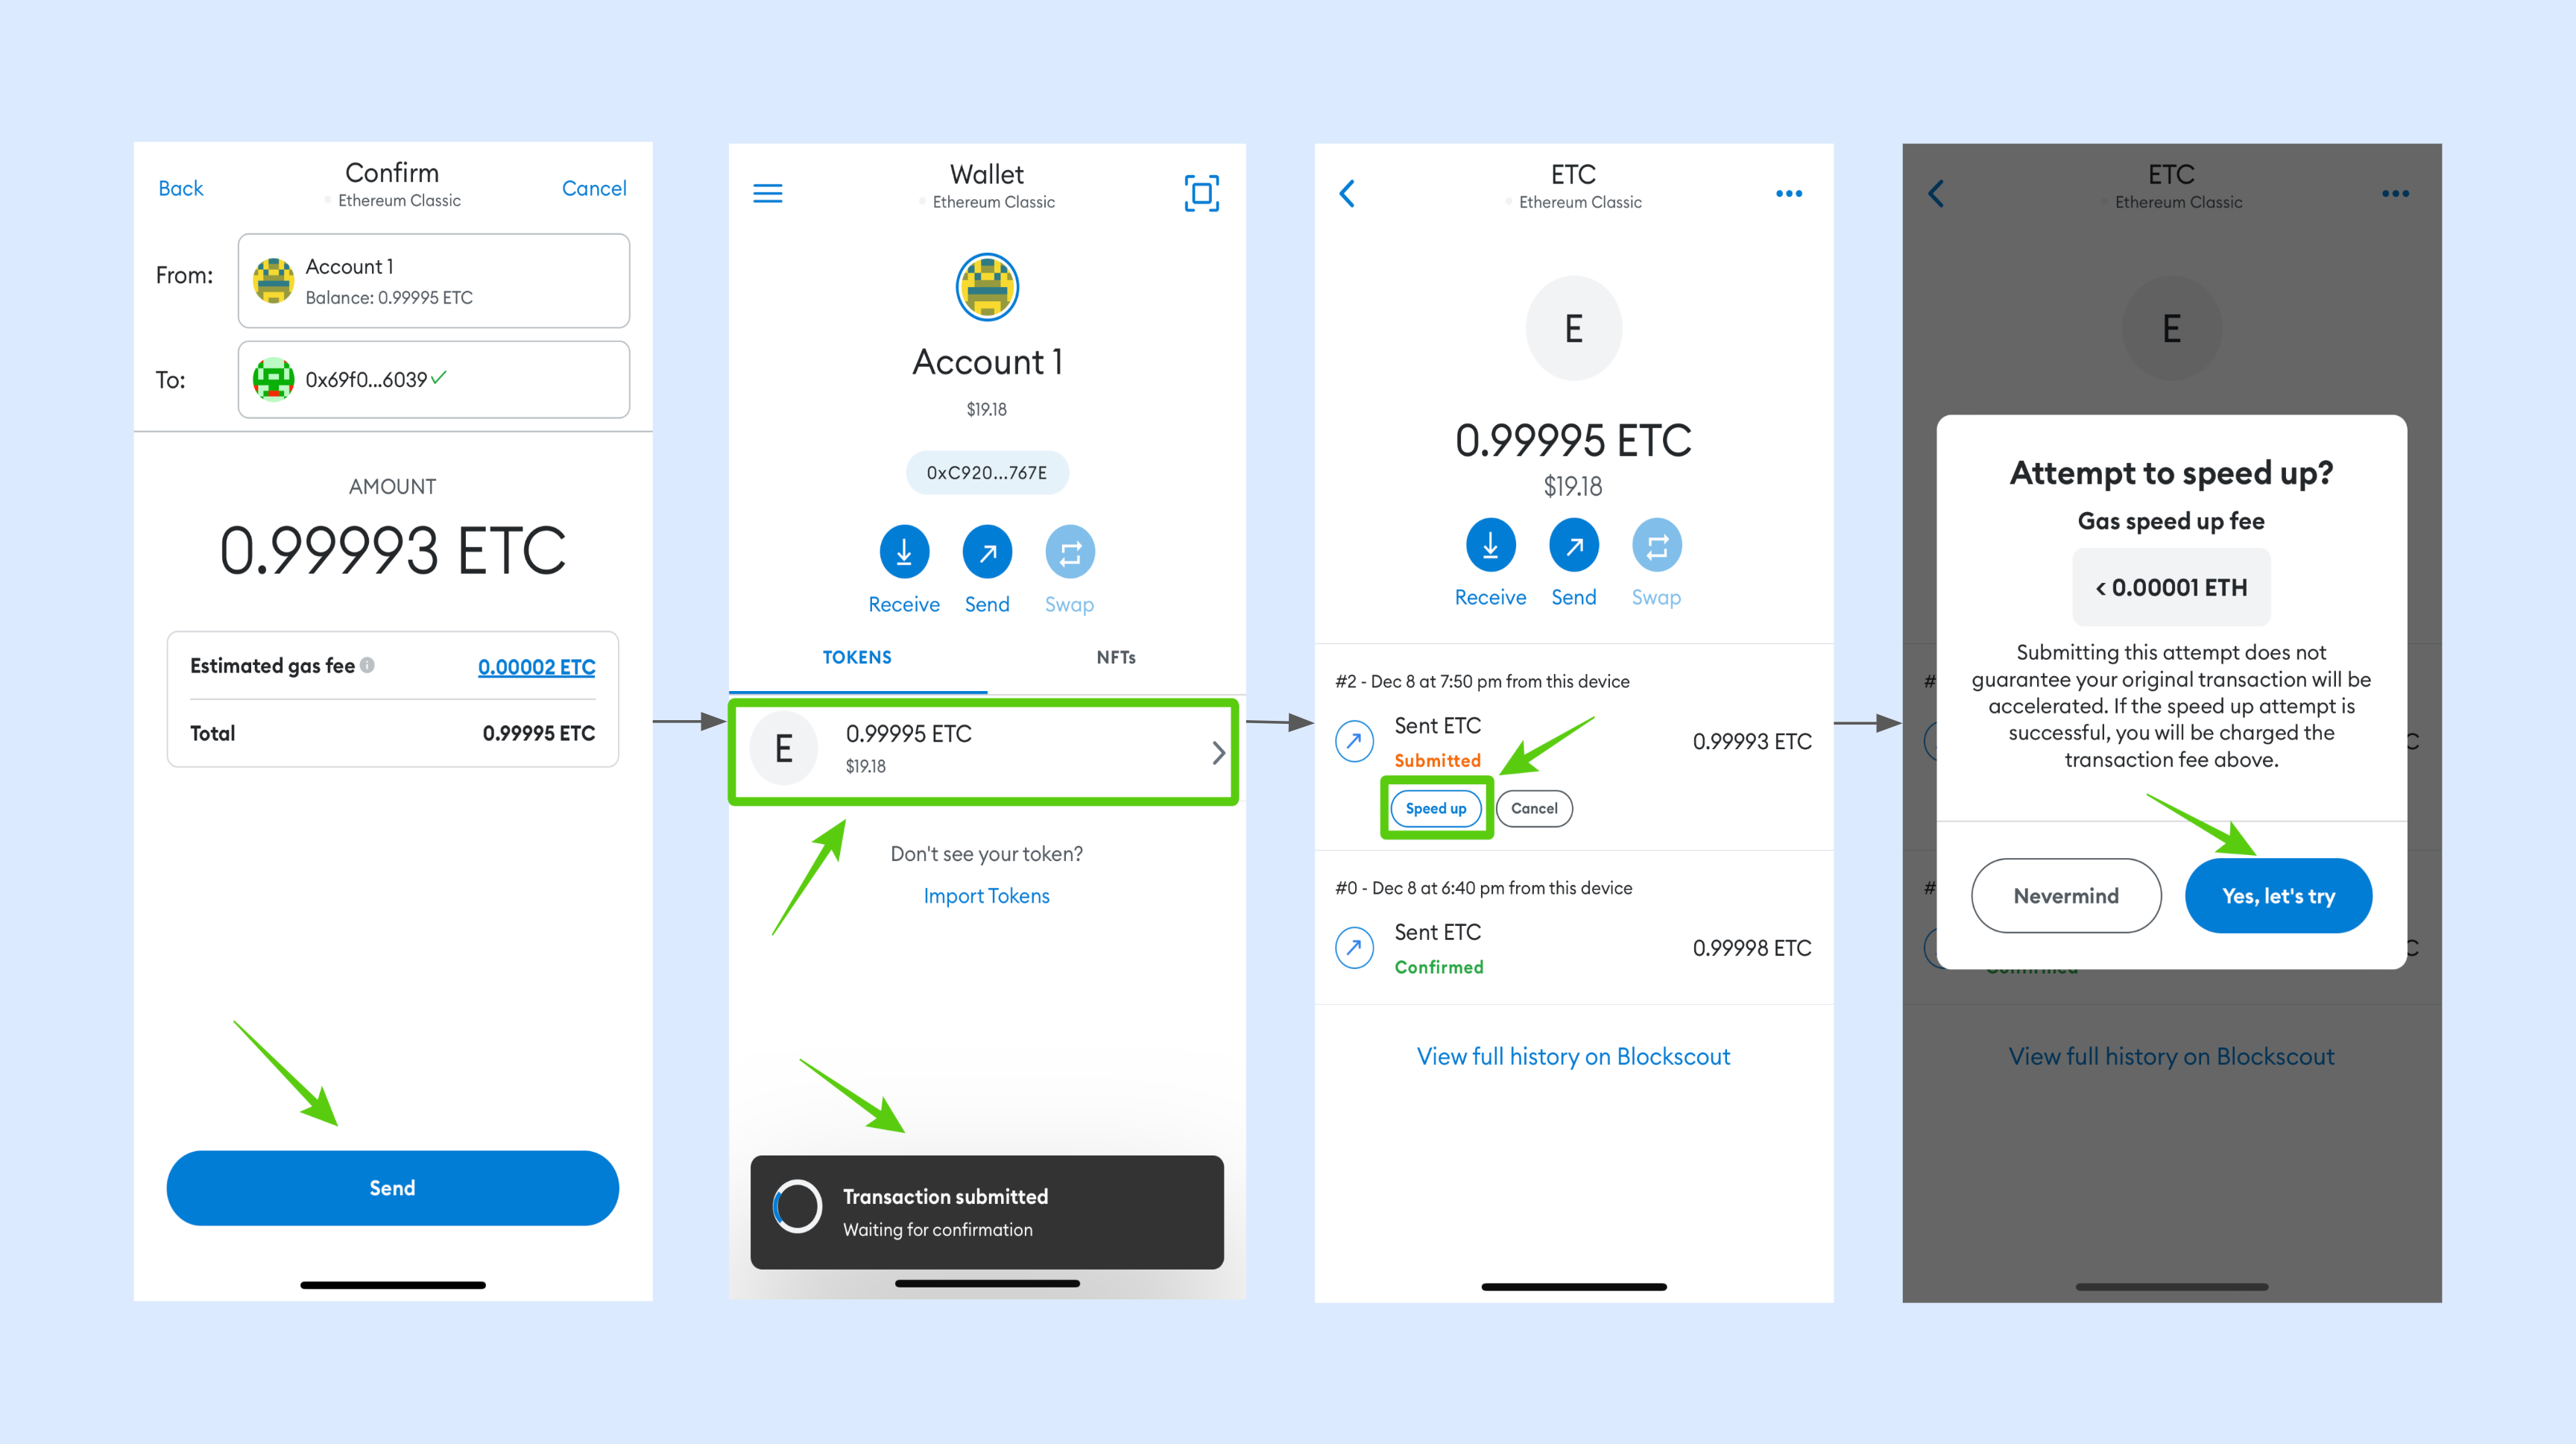 Back
Confirm
Ethereum Classic
Cancel
From:
Account 1
Balance: 0.99995 ETC
To:
0x69f0...6039
AMOUNT
0.99993 ETC
Estimated gas fee
0.00002 ETC
Total
0.99995 ETC
Send
Wallet
Ethereum Classic
Account 1
$19.18
0xC920...767E
Receive
Send
Swap
TOKENS
NFTs
E
0.99995 ETC
$19.18
Don't see your token?
Import Tokens
Transaction submitted
Waiting for confirmation
ETC
Ethereum Classic
E
0.99995 ETC
$19.18
Receive
Send
Swap
#2 - Dec 8 at 7:50 pm from this device
Sent ETC
Submitted
0.99993 ETC
Speed up
Cancel
#0 - Dec 8 at 6:40 pm from this device
Sent ETC
Confirmed
0.99998 ETC
View full history on Blockscout
ETC
Ethereum Classic
E
Attempt to speed up?
Gas speed up fee
< 0.00001 ETH
Submitting this attempt does not
guarantee your original transaction will be
accelerated. If the speed up attempt is
successful, you will be charged the
transaction fee above.
Nevermind
Yes, let's try
View full history on Blockscout